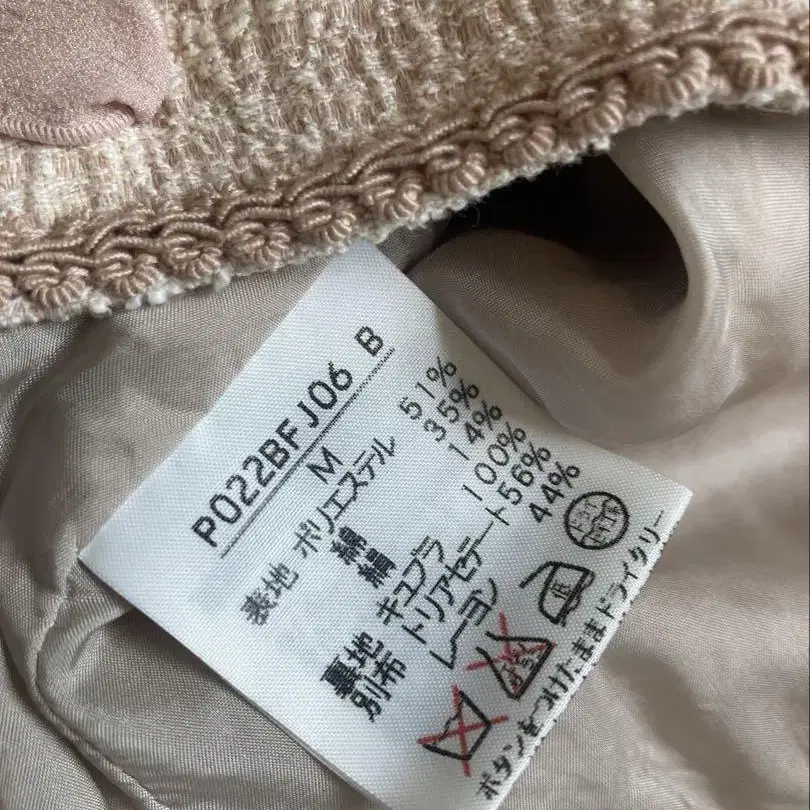 P022BFJ06 B
M
表地 ポリエステル 51%
綿 35%
絹 14%
裏地 キュプラ 100%
別布 トリアセテート56%
レーヨン 44%
ボタンをつけたままドライクリー